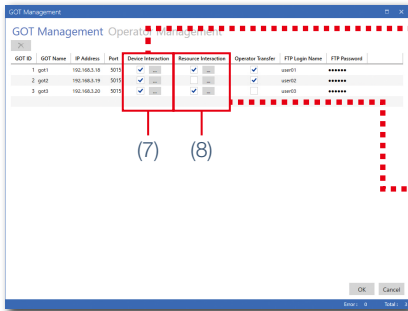 GOT Management
GOT Management Operator Management
GOT ID GOT Name IP Address Port Device Interaction Resource Interaction Operator Transfer FTP Login Name FTP Password
1 got1 192.168.3.18 5015 ... ... user01 ●●●●●●
2 got2 192.168.3.19 5015 ... ... user02 ●●●●●●
3 got3 192.168.3.20 5015 ... ... user03 ●●●●●●
(7) (8)
OK Cancel
Error : 0 Total : 3